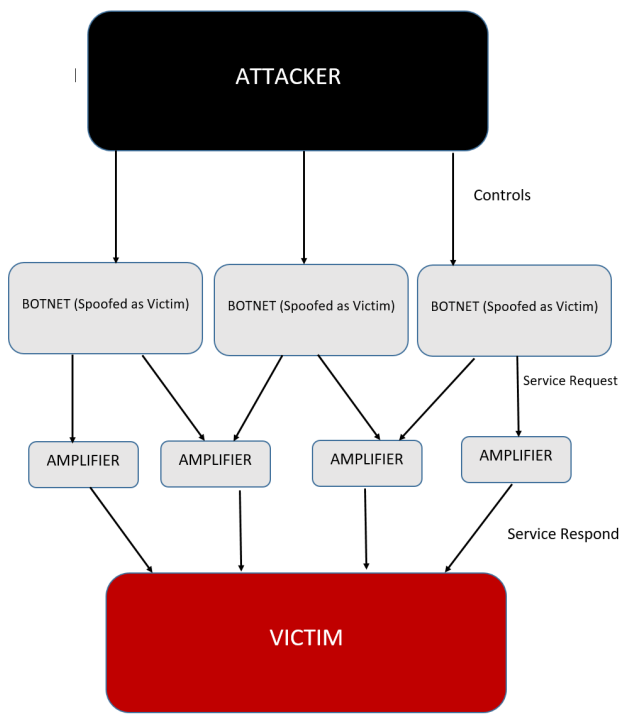 ATTACKER
Controls
BOTNET (Spoofed as Victim)
BOTNET (Spoofed as Victim)
BOTNET (Spoofed as Victim)
Service Request
AMPLIFIER
AMPLIFIER
AMPLIFIER
AMPLIFIER
Service Respond
VICTIM